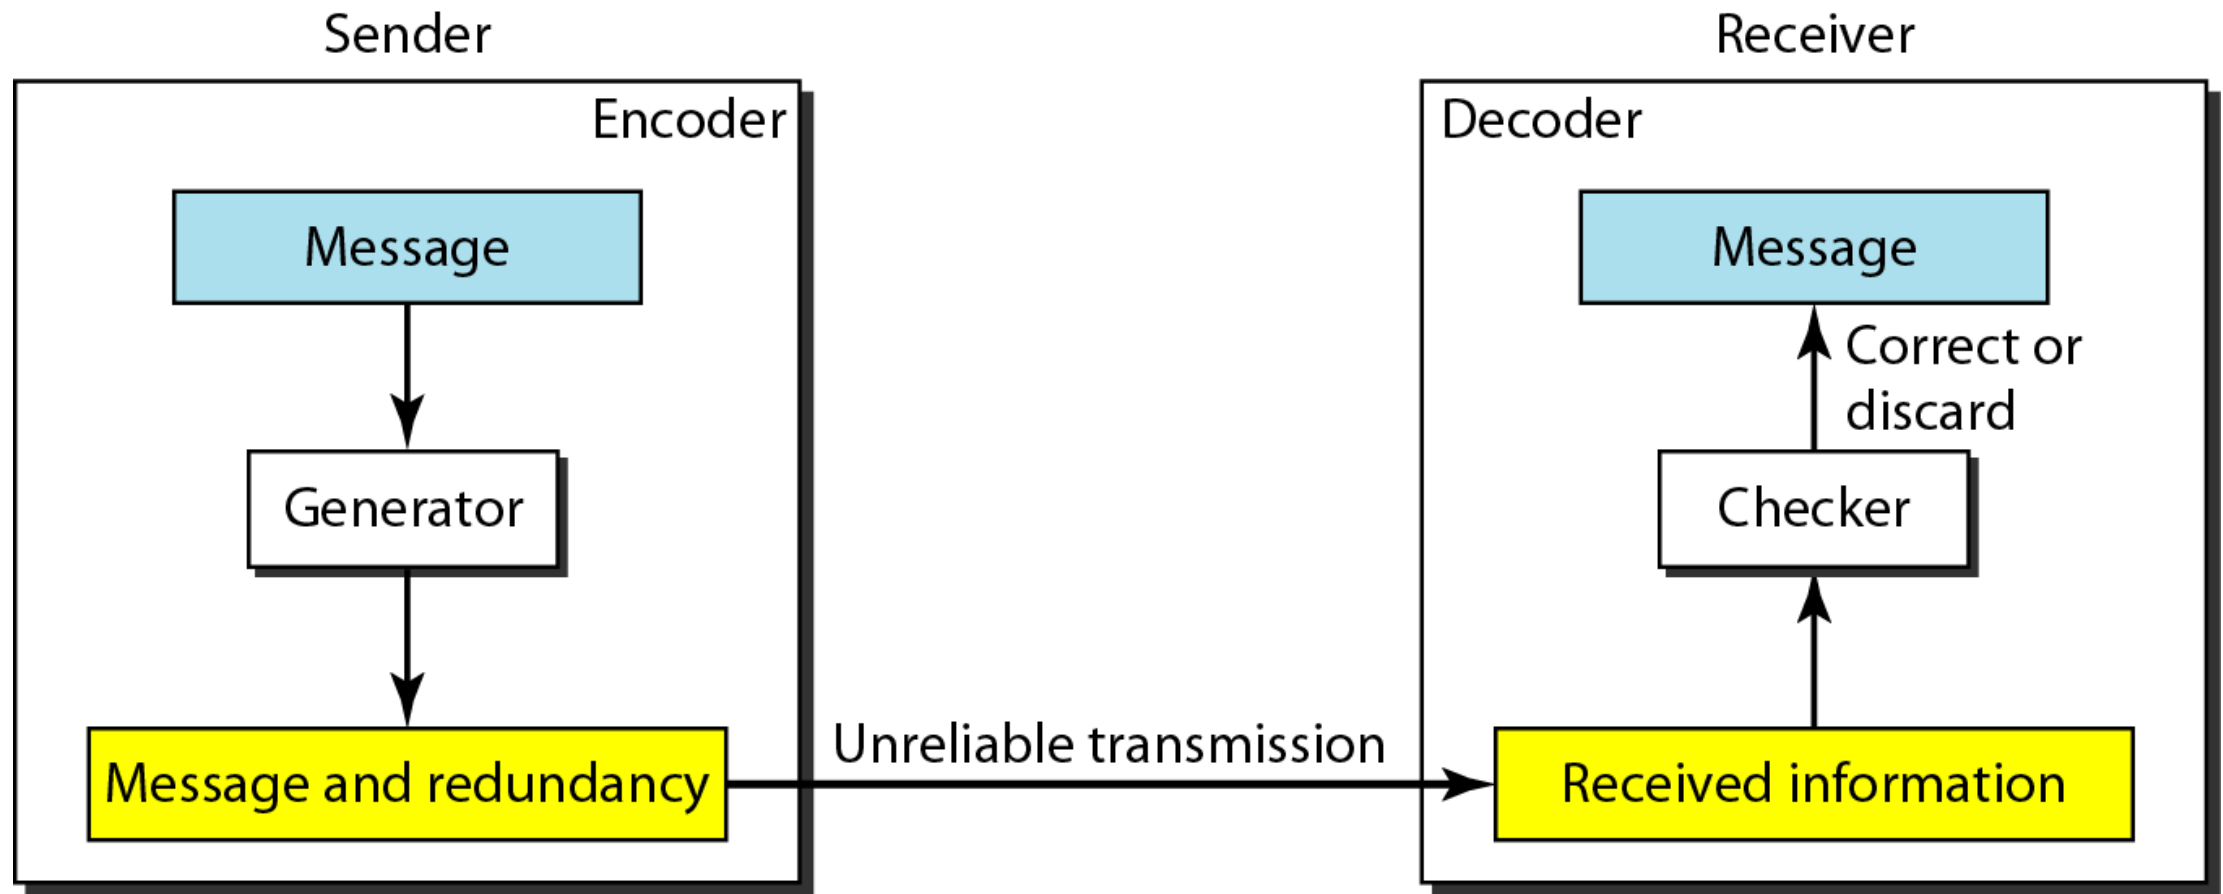 Sender
Encoder
Message
Generator
Message and redundancy
Unreliable transmission
Receiver
Decoder
Message
Correct or
discard
Checker
Received information